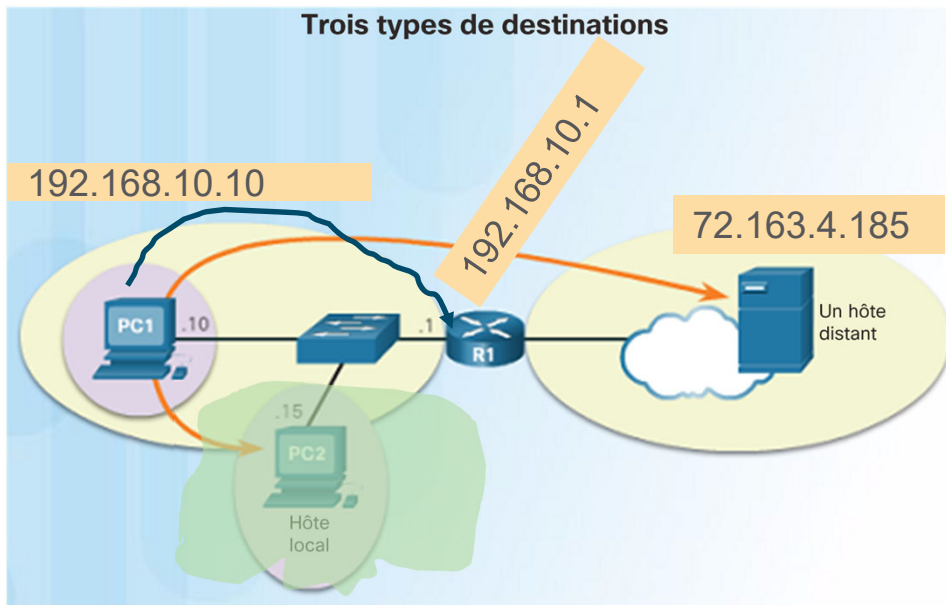 Trois types de destinations
192.168.10.1
192.168.10.10
72.163.4.185
PC1
.10
.1
R1
Un hôte
distant
.15
PC2
Hôte
local